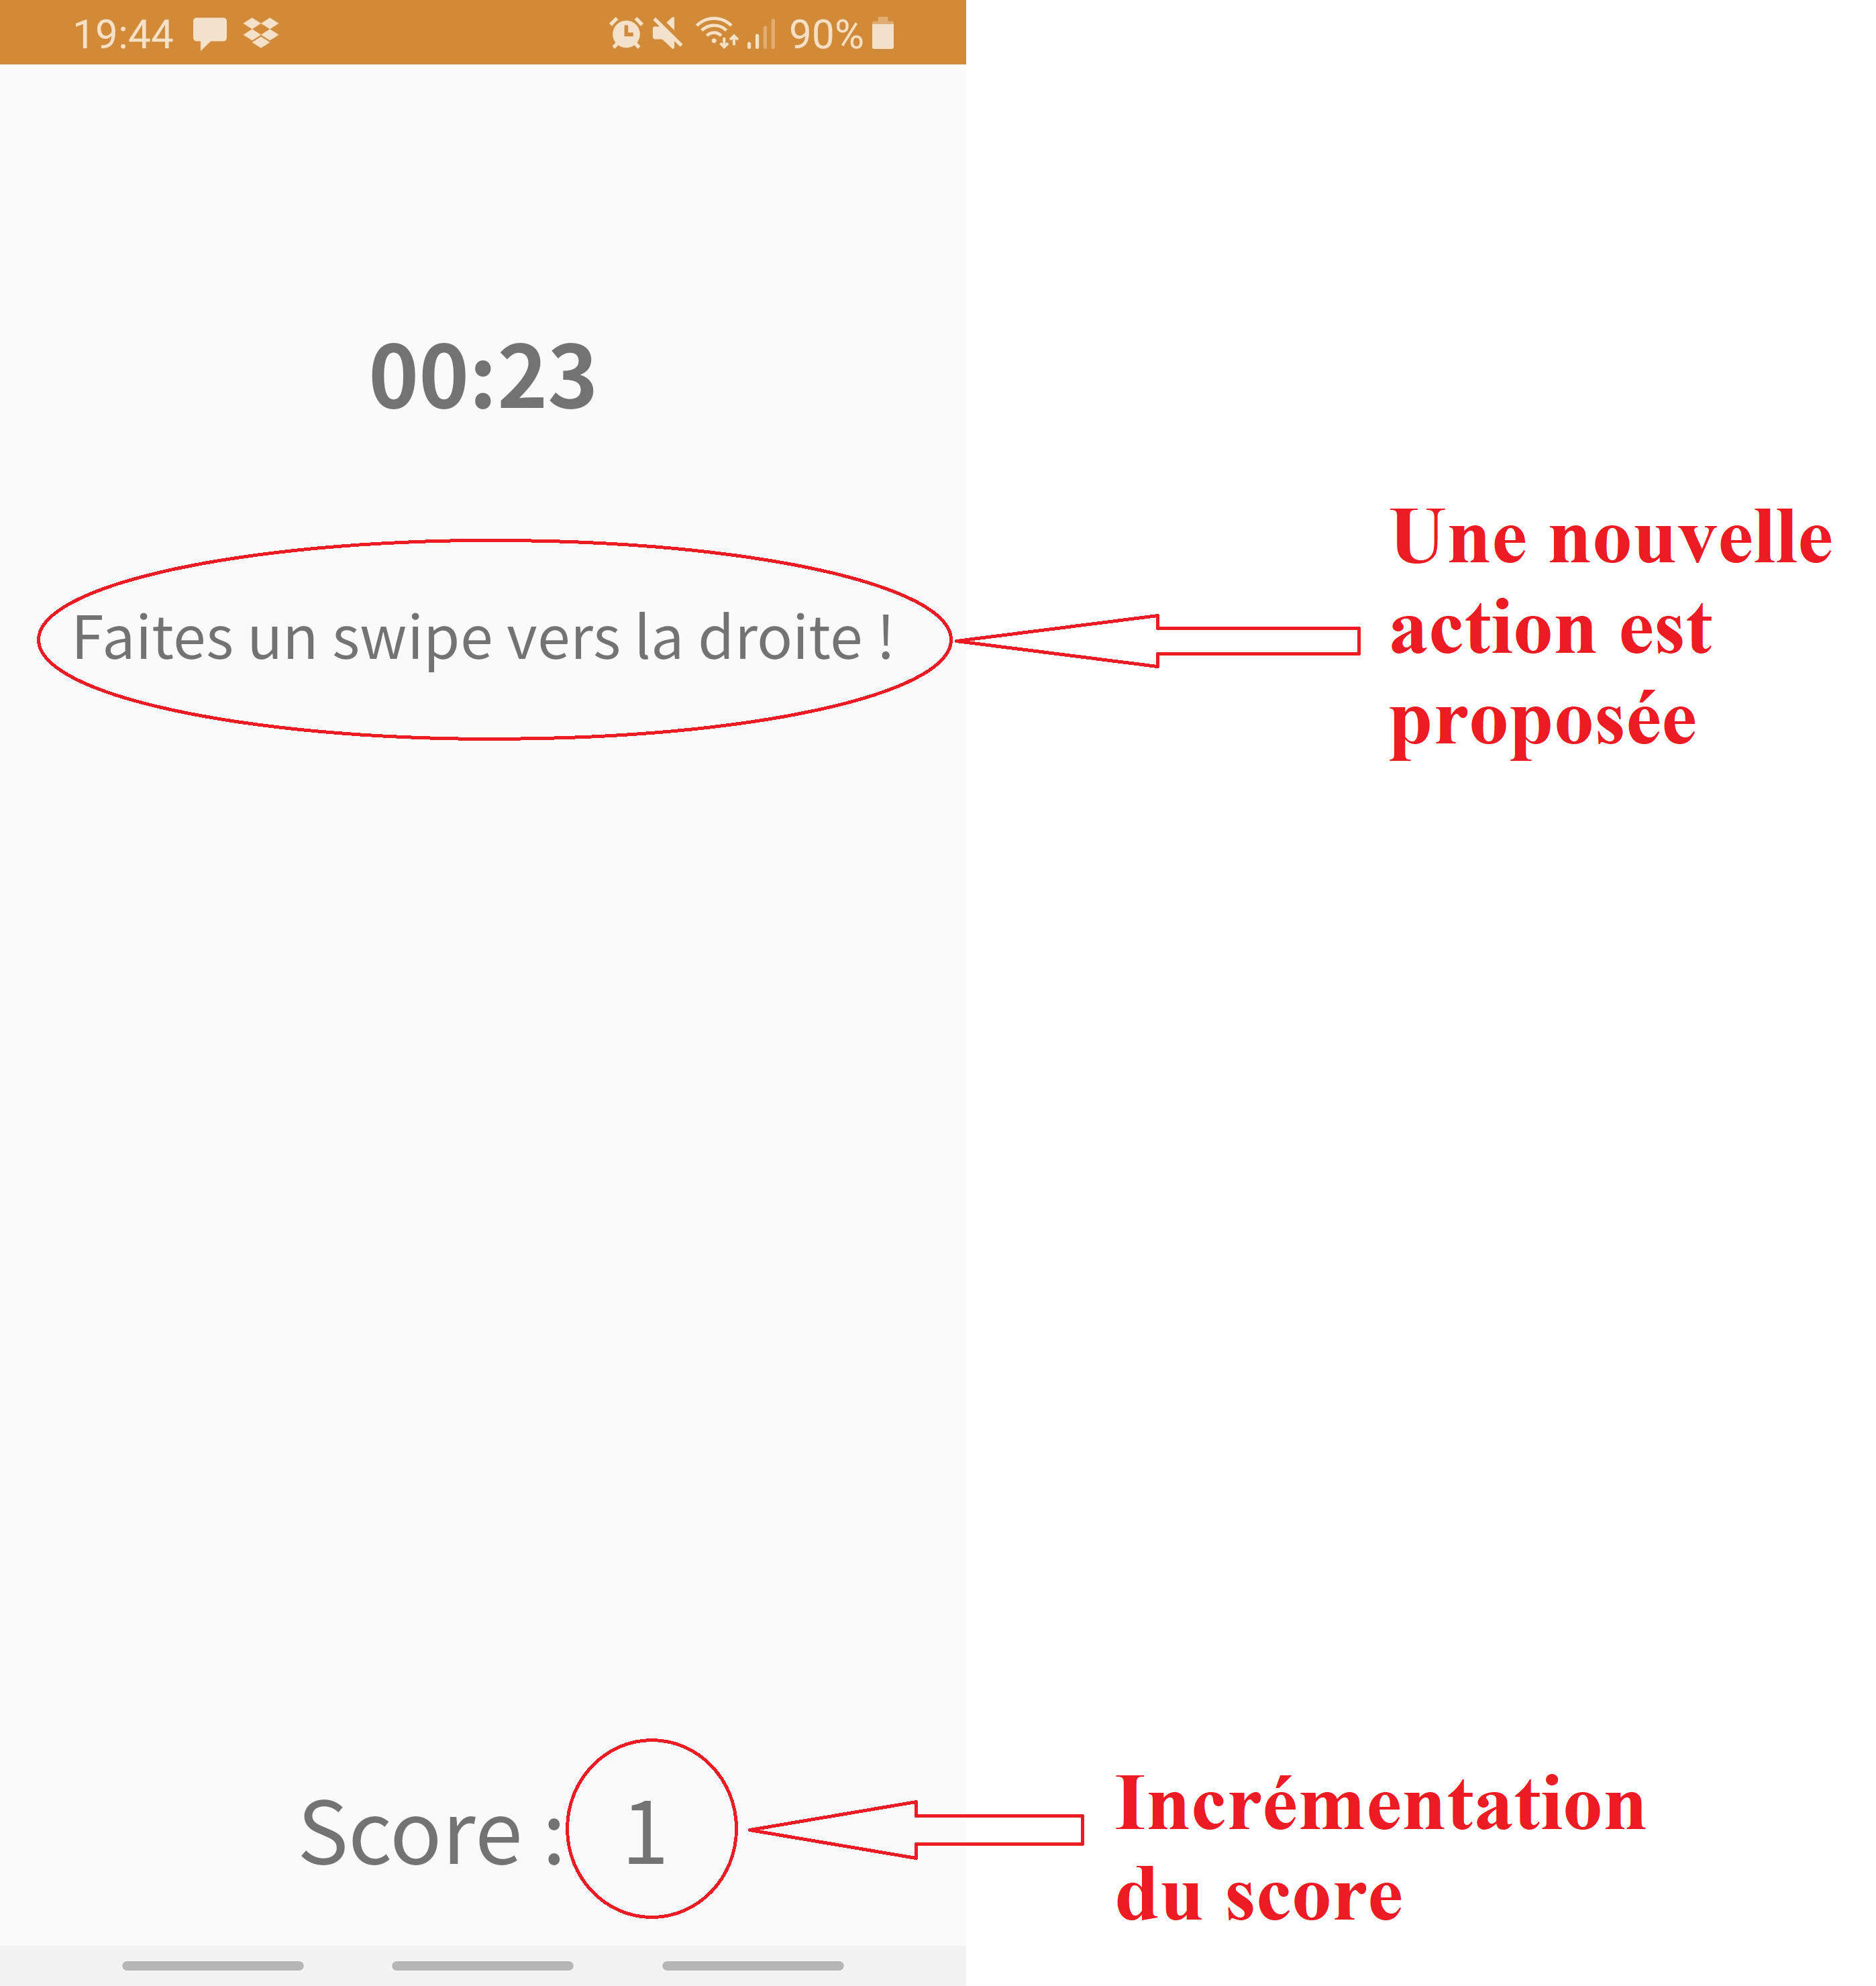 19:44 90%
00:23
Faites un swipe vers la droite !
Une nouvelle
action est
proposée
Score : 1
Incrémentation
du score